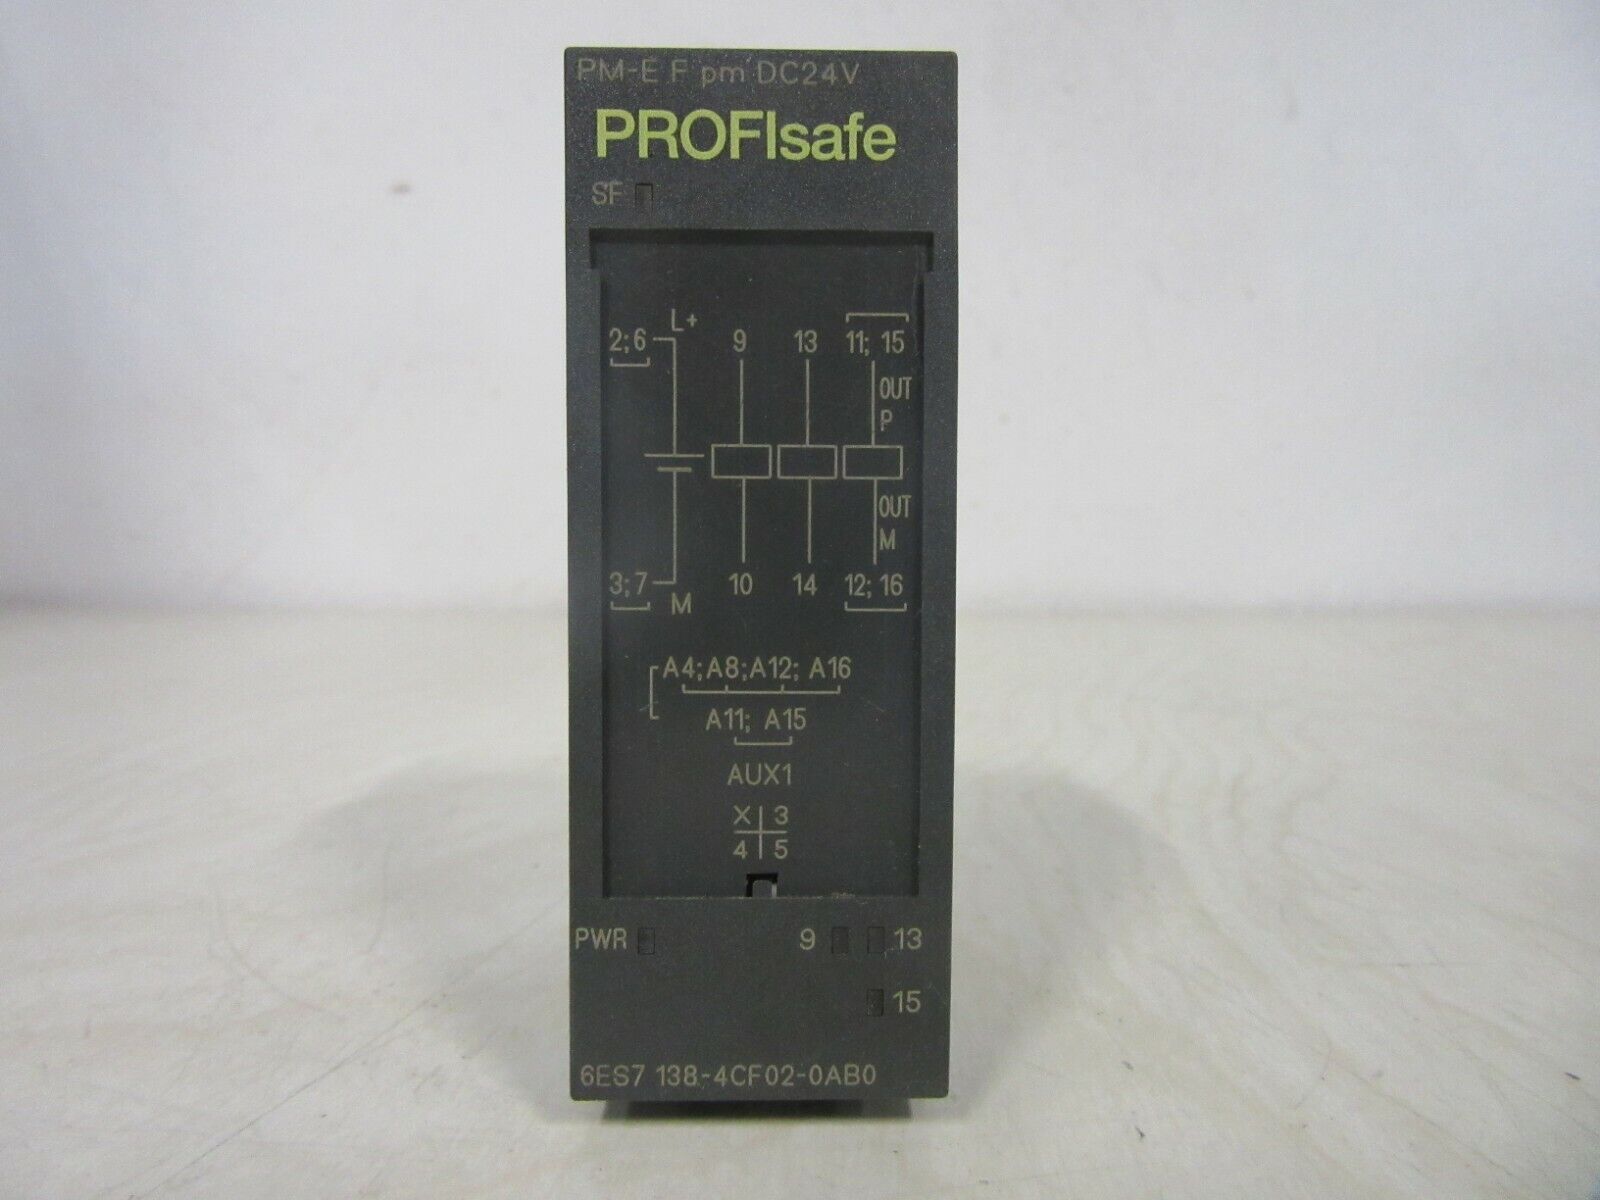 PM-E F pm DC24V
PROFIsafe
SF
L+
2;6 9 13 11; 15
OUT
P
OUT
M
3;7 10 14 12; 16
M
A4;A8;A12; A16
A11; A15
AUX1
X 3
4 5
PWR 9 13
15
6ES7 138-4CF02-0AB0